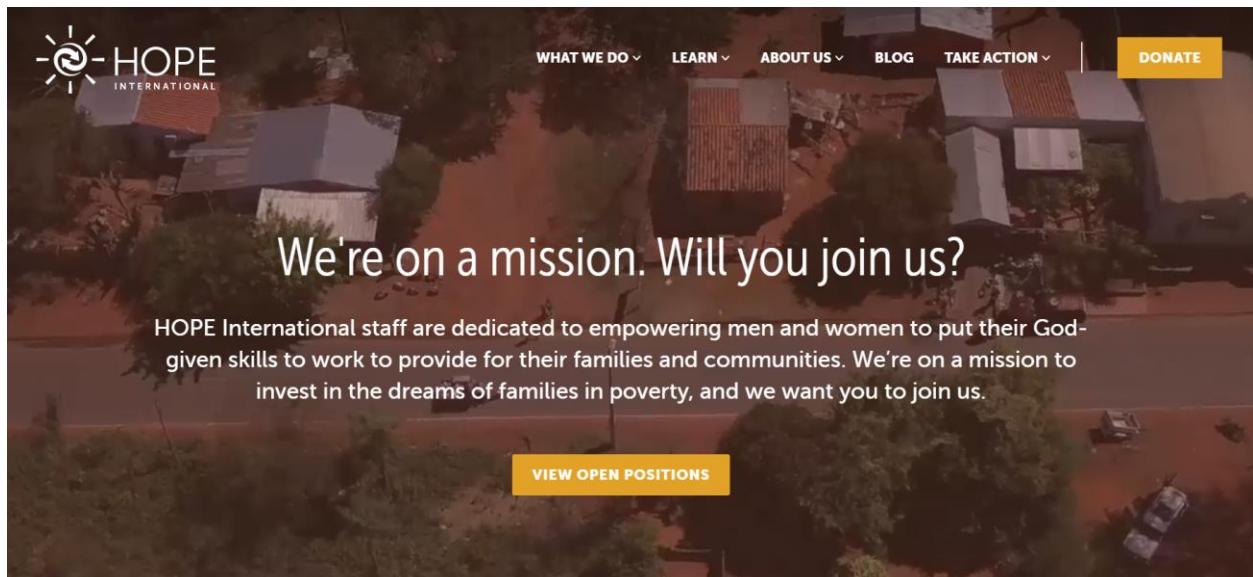 HOPE
INTERNATIONAL
WHAT WE DO
LEARN
ABOUT US
BLOG
TAKE ACTION
DONATE
We're on a mission. Will you join us?
HOPE International staff are dedicated to empowering men and women to put their God-
given skills to work to provide for their families and communities. We’re on a mission to
invest in the dreams of families in poverty, and we want you to join us.
VIEW OPEN POSITIONS